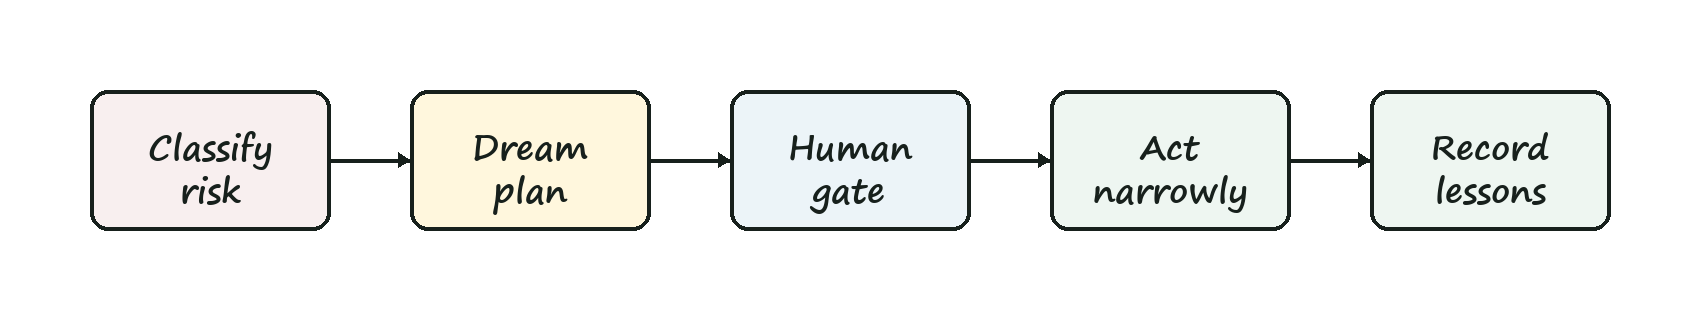 Classify
risk
Dream
plan
Human
gate
Act
narrowly
Record
lessons